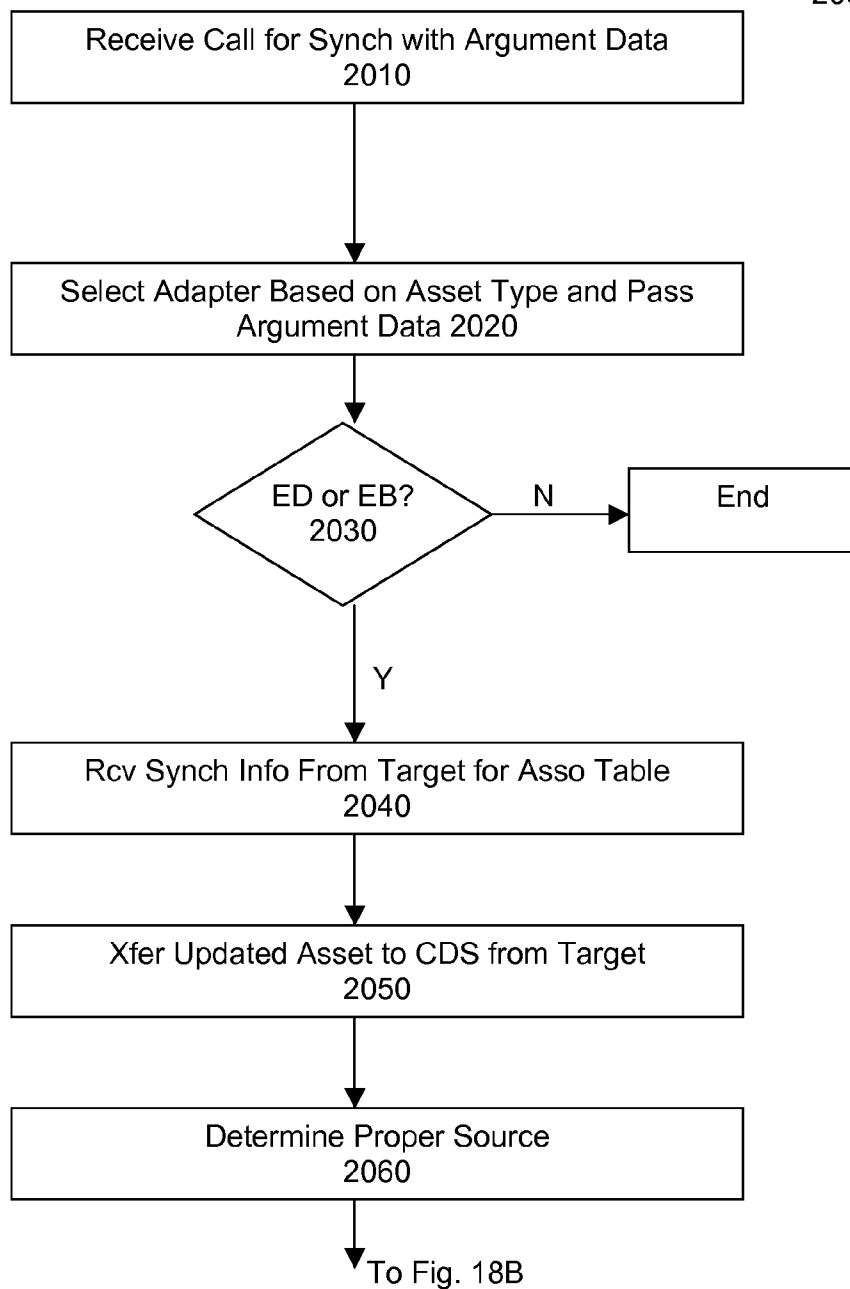 Receive Call for Synch with Argument Data
2010
Select Adapter Based on Asset Type and Pass
Argument Data 2020
ED or EB?
2030
N
End
Y
Rcv Synch Info From Target for Asso Table
2040
Xfer Updated Asset to CDS from Target
2050
Determine Proper Source
2060
To Fig. 18B